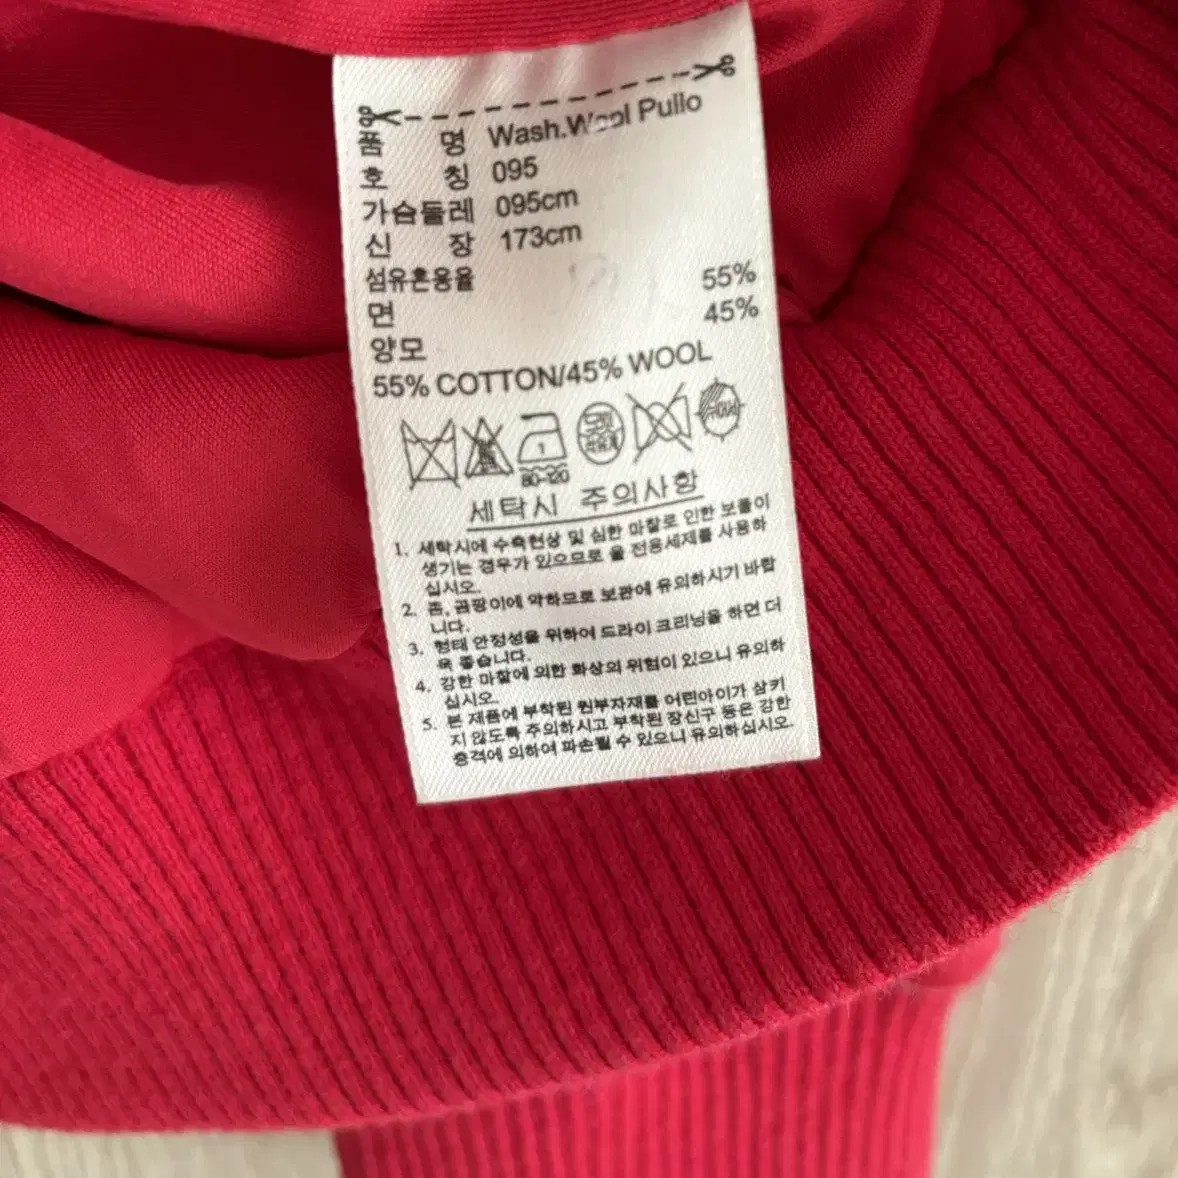 품 명 Wash.Wool Pullo
호 칭 095
가슴둘레 095cm
신 장 173cm
섬유혼용율
면 55%
양모 45%
55% COTTON/45% WOOL
1
80-120
드라이
석유계
세탁시 주의사항
1. 세탁시에 수축현상 및 심한 마찰로 인한 보풀이
생기는 경우가 있으므로 울 전용세제를 사용하
십시오.
2. 좀, 곰팡이에 약하므로 보관에 유의하시기 바랍
니다.
3. 형태 안정성을 위하여 드라이 크리닝을 하면 더
욱 좋습니다.
4. 강한 마찰에 의한 화상의 위험이 있으니 유의하
십시오.
5. 본 제품에 부착된 원부자재를 어린아이가 삼키
지 않도록 주의하시고 부착된 장신구 등은 강한
충격에 의하여 파손될 수 있으니 유의하십시오.